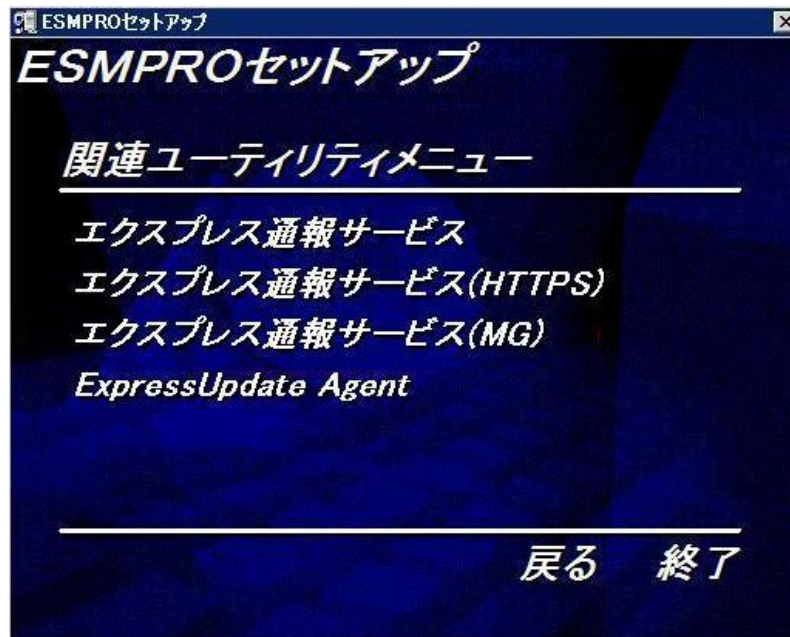 ESMPROセットアップ
ESMPROセットアップ
関連ユーティリティメニュー
エクスプレス通報サービス
エクスプレス通報サービス(HTTPS)
エクスプレス通報サービス(MG)
ExpressUpdate Agent
戻る 終了